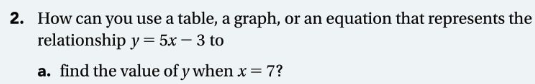 2. How can you use a table, a graph, or an equation that represents the
relationship y = 5x − 3 to
a. find the value of y when x = 7?